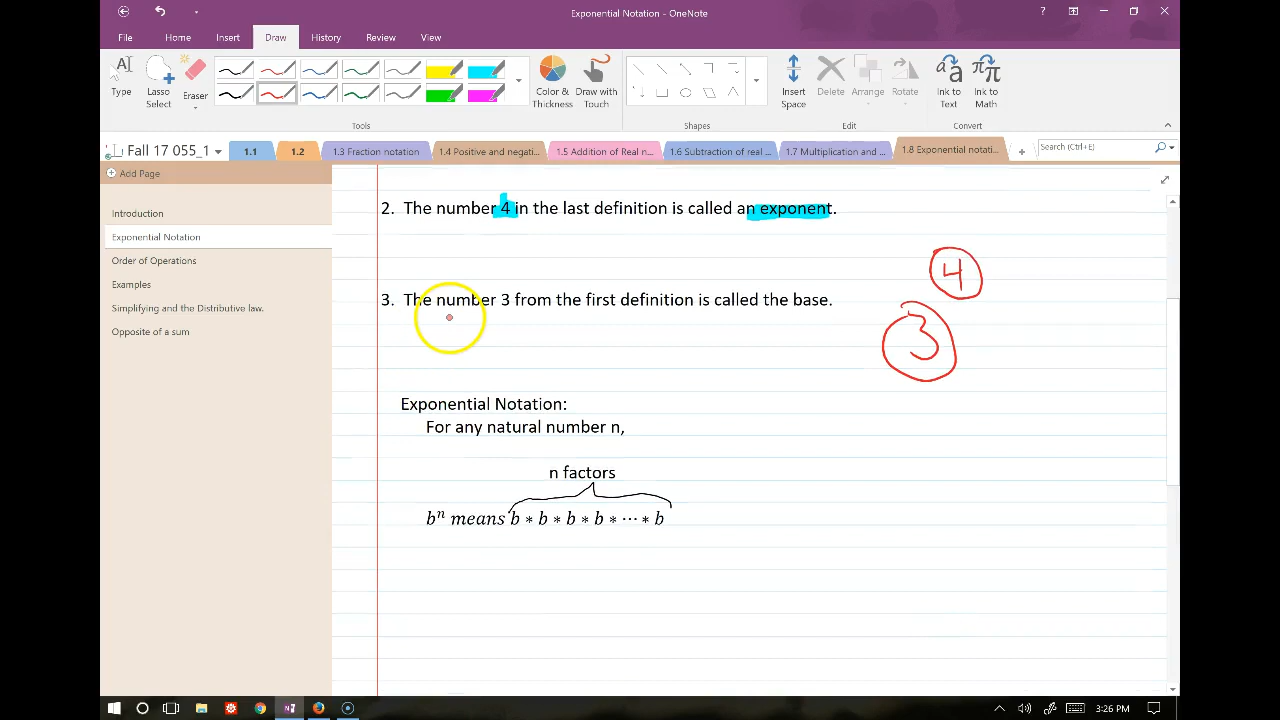 Exponential Notation - OneNote
?
File Home Insert Draw History Review View
Type
Lasso Select
Eraser
Color & Thickness
Draw with Touch
Insert Space
Delete
Arrange
Rotate
Ink to Text
Ink to Math
Tools Shapes Edit Convert
Fall 17 055_1
1.1 1.2 1.3 Fraction notation 1.4 Positive and negati... 1.5 Addition of Real n... 1.6 Subtraction of real ... 1.7 Multiplication and ... 1.8 Exponential notati...
Search (Ctrl+E)
Add Page
Introduction
Exponential Notation
Order of Operations
Examples
Simplifying and the Distributive law.
Opposite of a sum
2. The number 4 in the last definition is called an exponent.
4
3. The number 3 from the first definition is called the base.
3
Exponential Notation:
For any natural number n,
n factors
bⁿ means b * b * b * b * ⋯ * b
3:26 PM